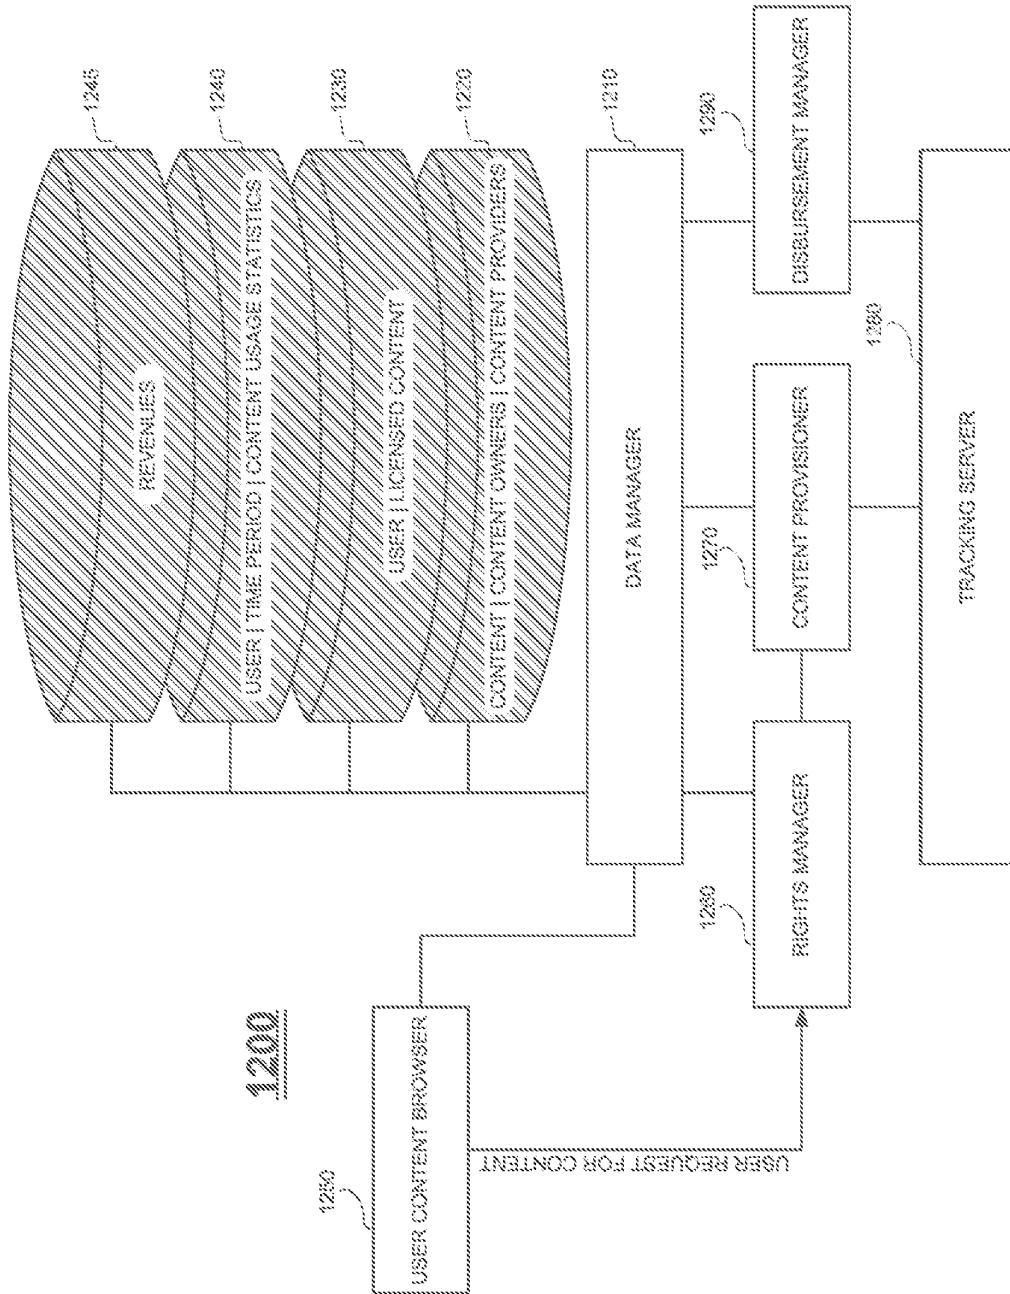 1200
1245
REVENUES
1240
USER | TIME PERIOD | CONTENT USAGE STATISTICS
1230
USER | LICENSED CONTENT
1220
CONTENT | CONTENT OWNERS | CONTENT PROVIDERS
1250
USER CONTENT BROWSER
1210
DATA MANAGER
USER REQUEST FOR CONTENT
1260
RIGHTS MANAGER
1270
CONTENT PROVISIONER
1290
DISBURSEMENT MANAGER
1280
TRACKING SERVER